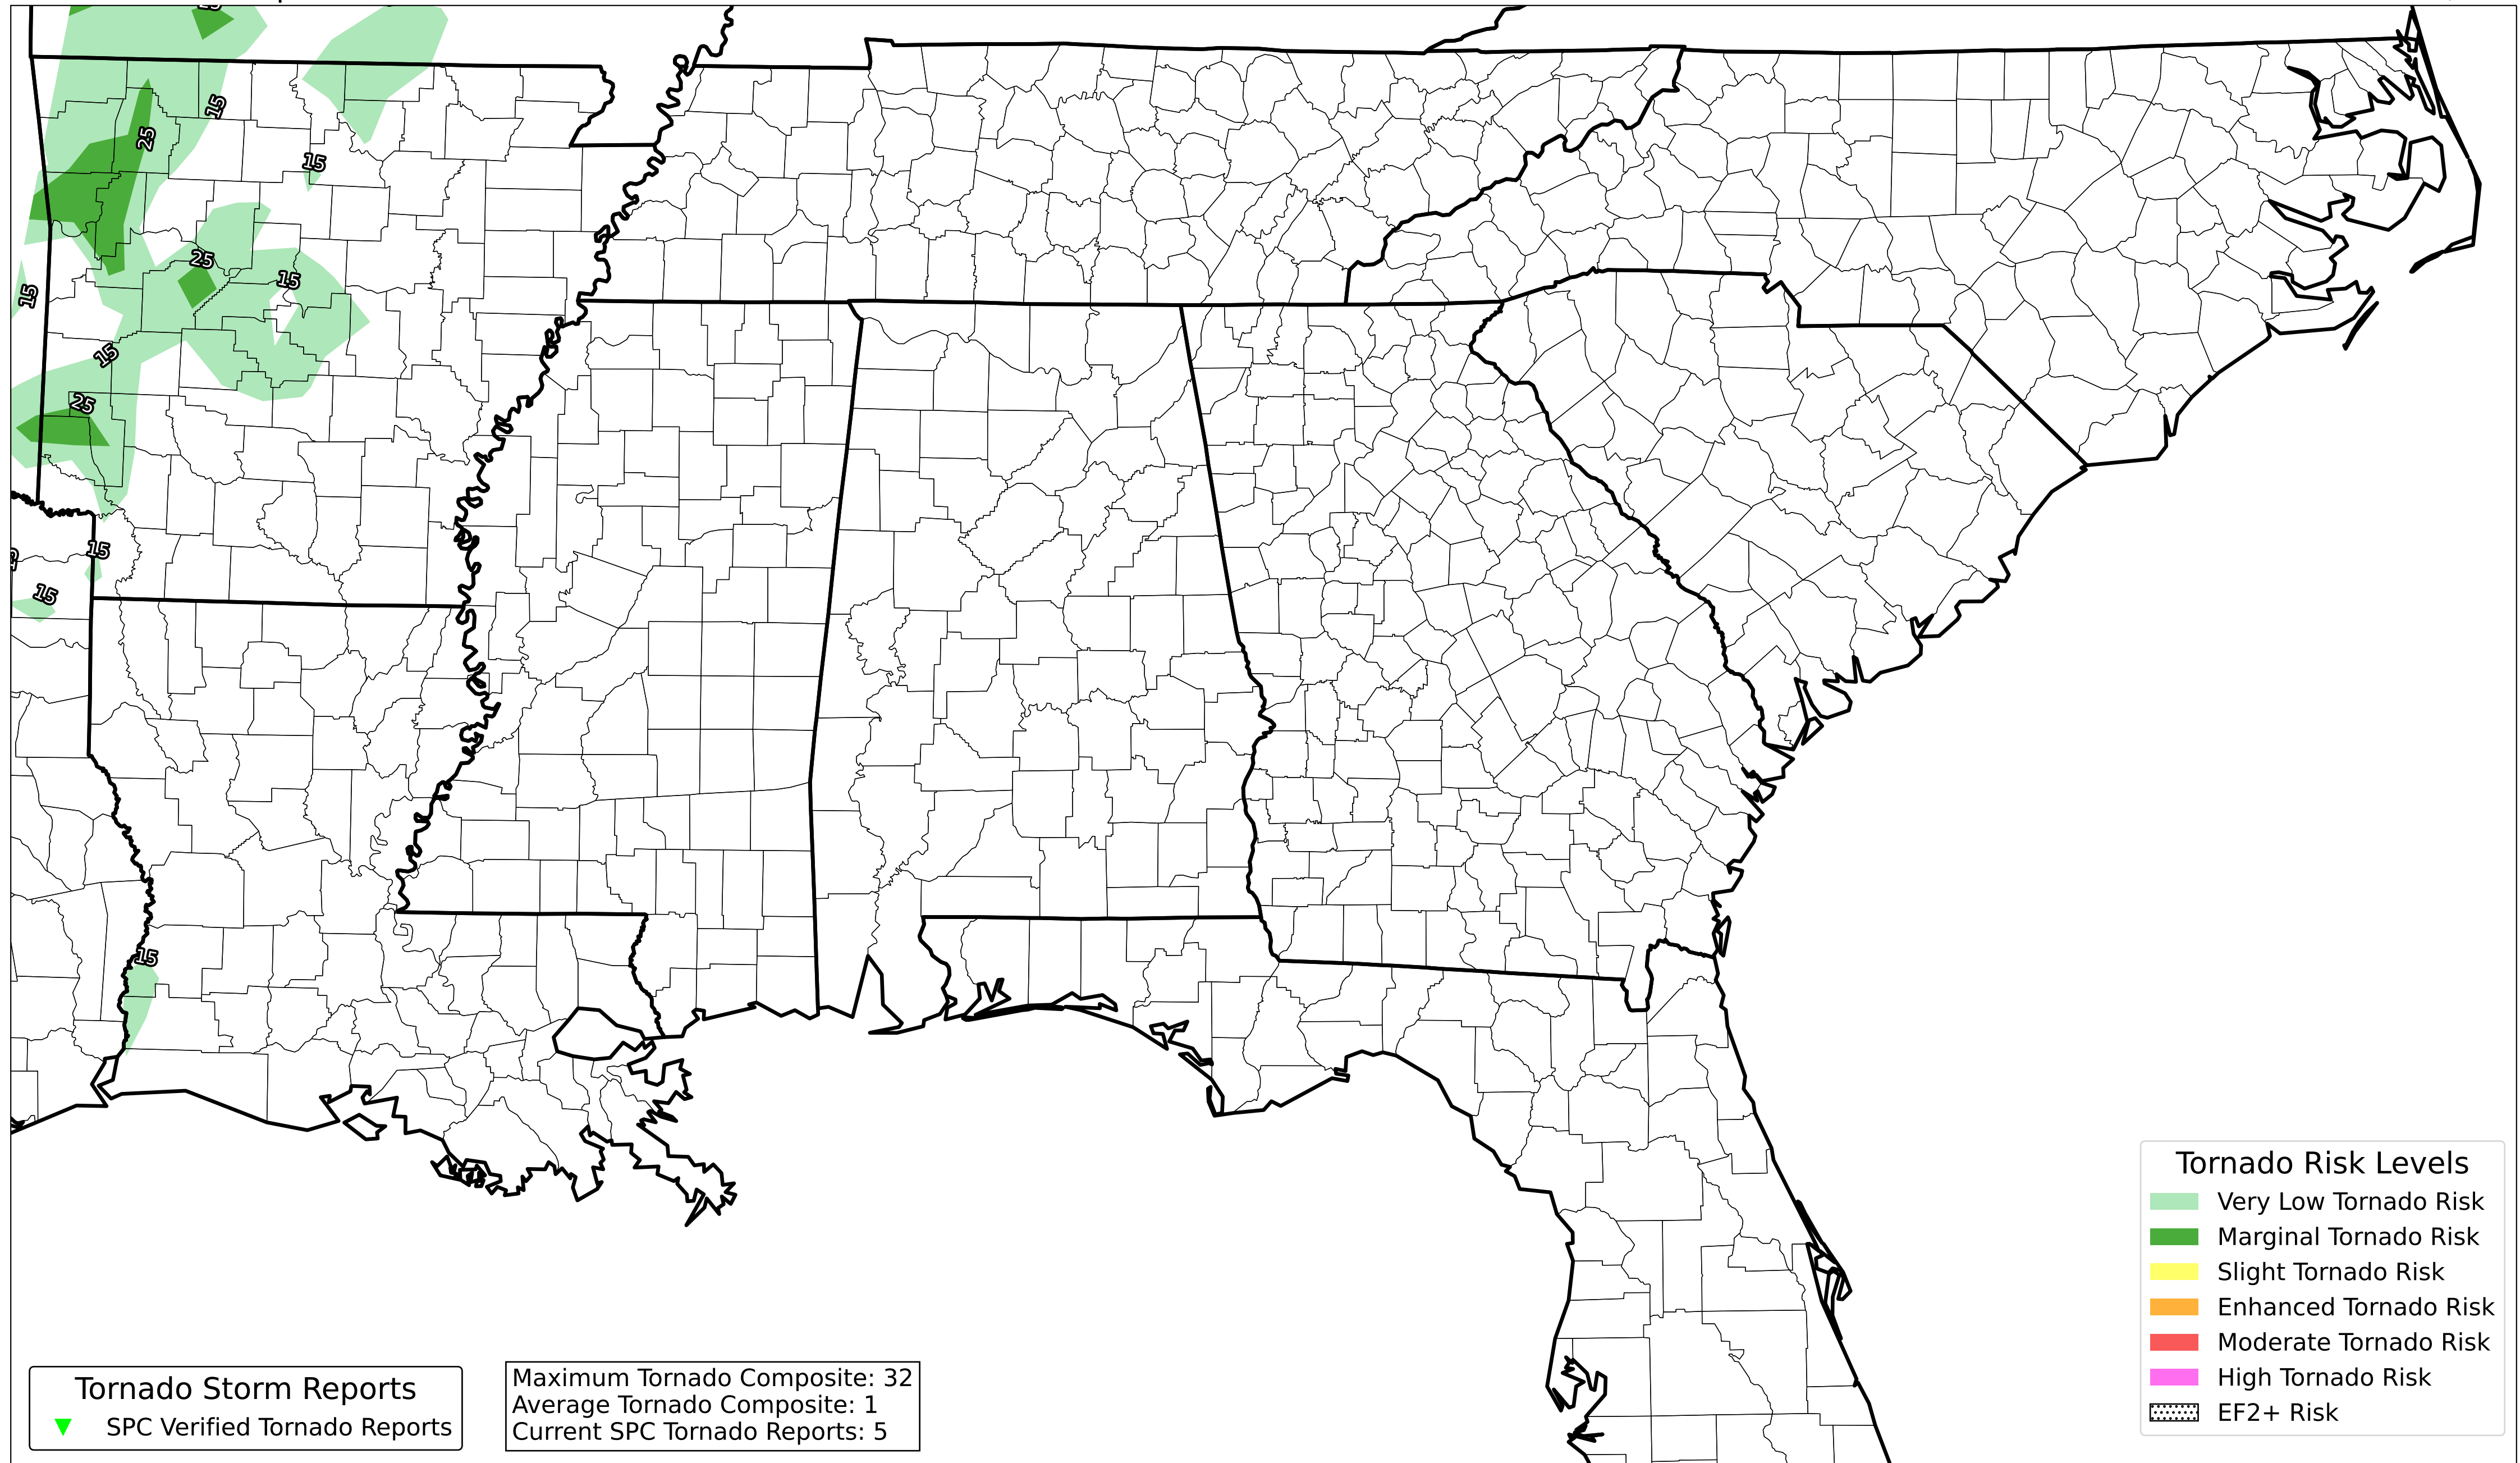 15
25
15
15
25
15
15
15
25
15
15
15
Tornado Risk Levels
Very Low Tornado Risk
Marginal Tornado Risk
Slight Tornado Risk
Enhanced Tornado Risk
Moderate Tornado Risk
High Tornado Risk
EF2+ Risk
Tornado Storm Reports
SPC Verified Tornado Reports
Maximum Tornado Composite: 32
Average Tornado Composite: 1
Current SPC Tornado Reports: 5